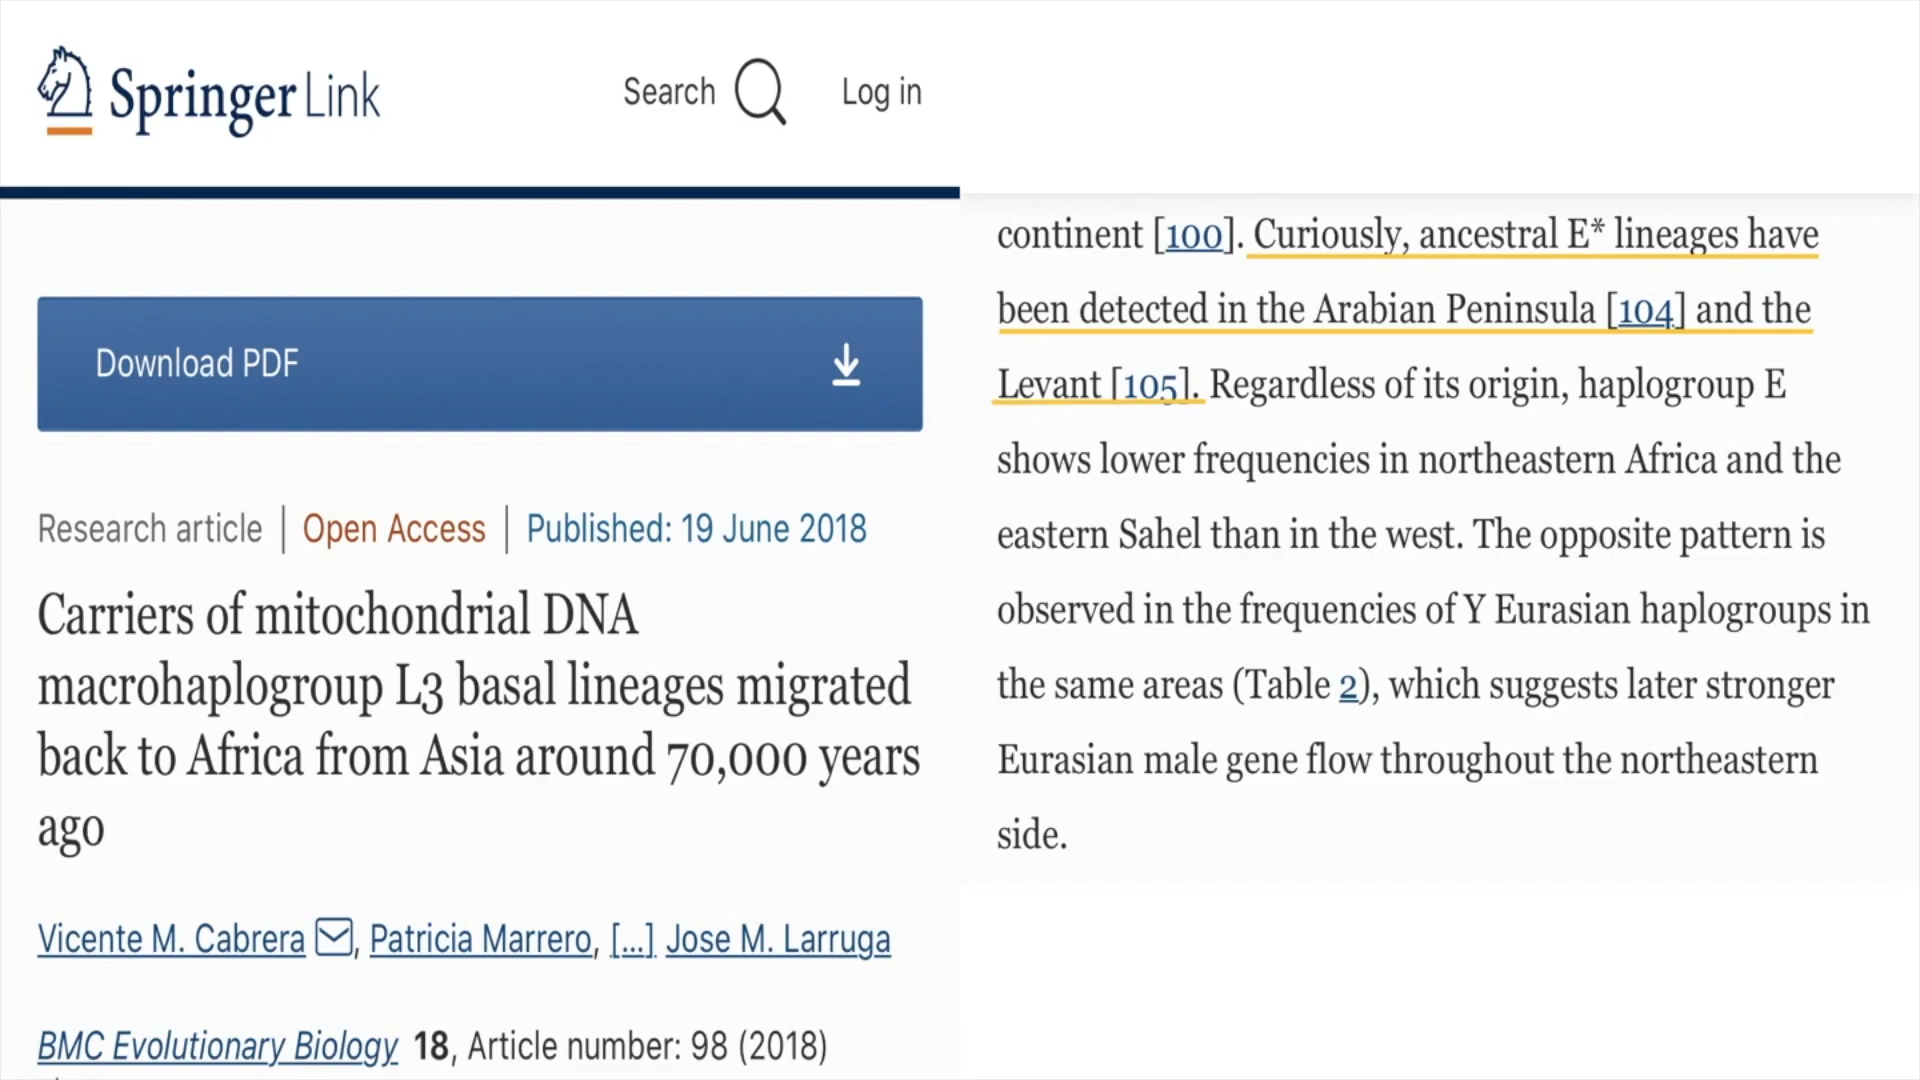 Springer Link
Search
Log in
Download PDF
Research article | Open Access | Published: 19 June 2018
Carriers of mitochondrial DNA
macrohaplogroup L3 basal lineages migrated
back to Africa from Asia around 70,000 years
ago
Vicente M. Cabrera, Patricia Marrero, [...] Jose M. Larruga
BMC Evolutionary Biology 18, Article number: 98 (2018)
continent [100]. Curiously, ancestral E* lineages have
been detected in the Arabian Peninsula [104] and the
Levant [105]. Regardless of its origin, haplogroup E
shows lower frequencies in northeastern Africa and the
eastern Sahel than in the west. The opposite pattern is
observed in the frequencies of Y Eurasian haplogroups in
the same areas (Table 2), which suggests later stronger
Eurasian male gene flow throughout the northeastern
side.